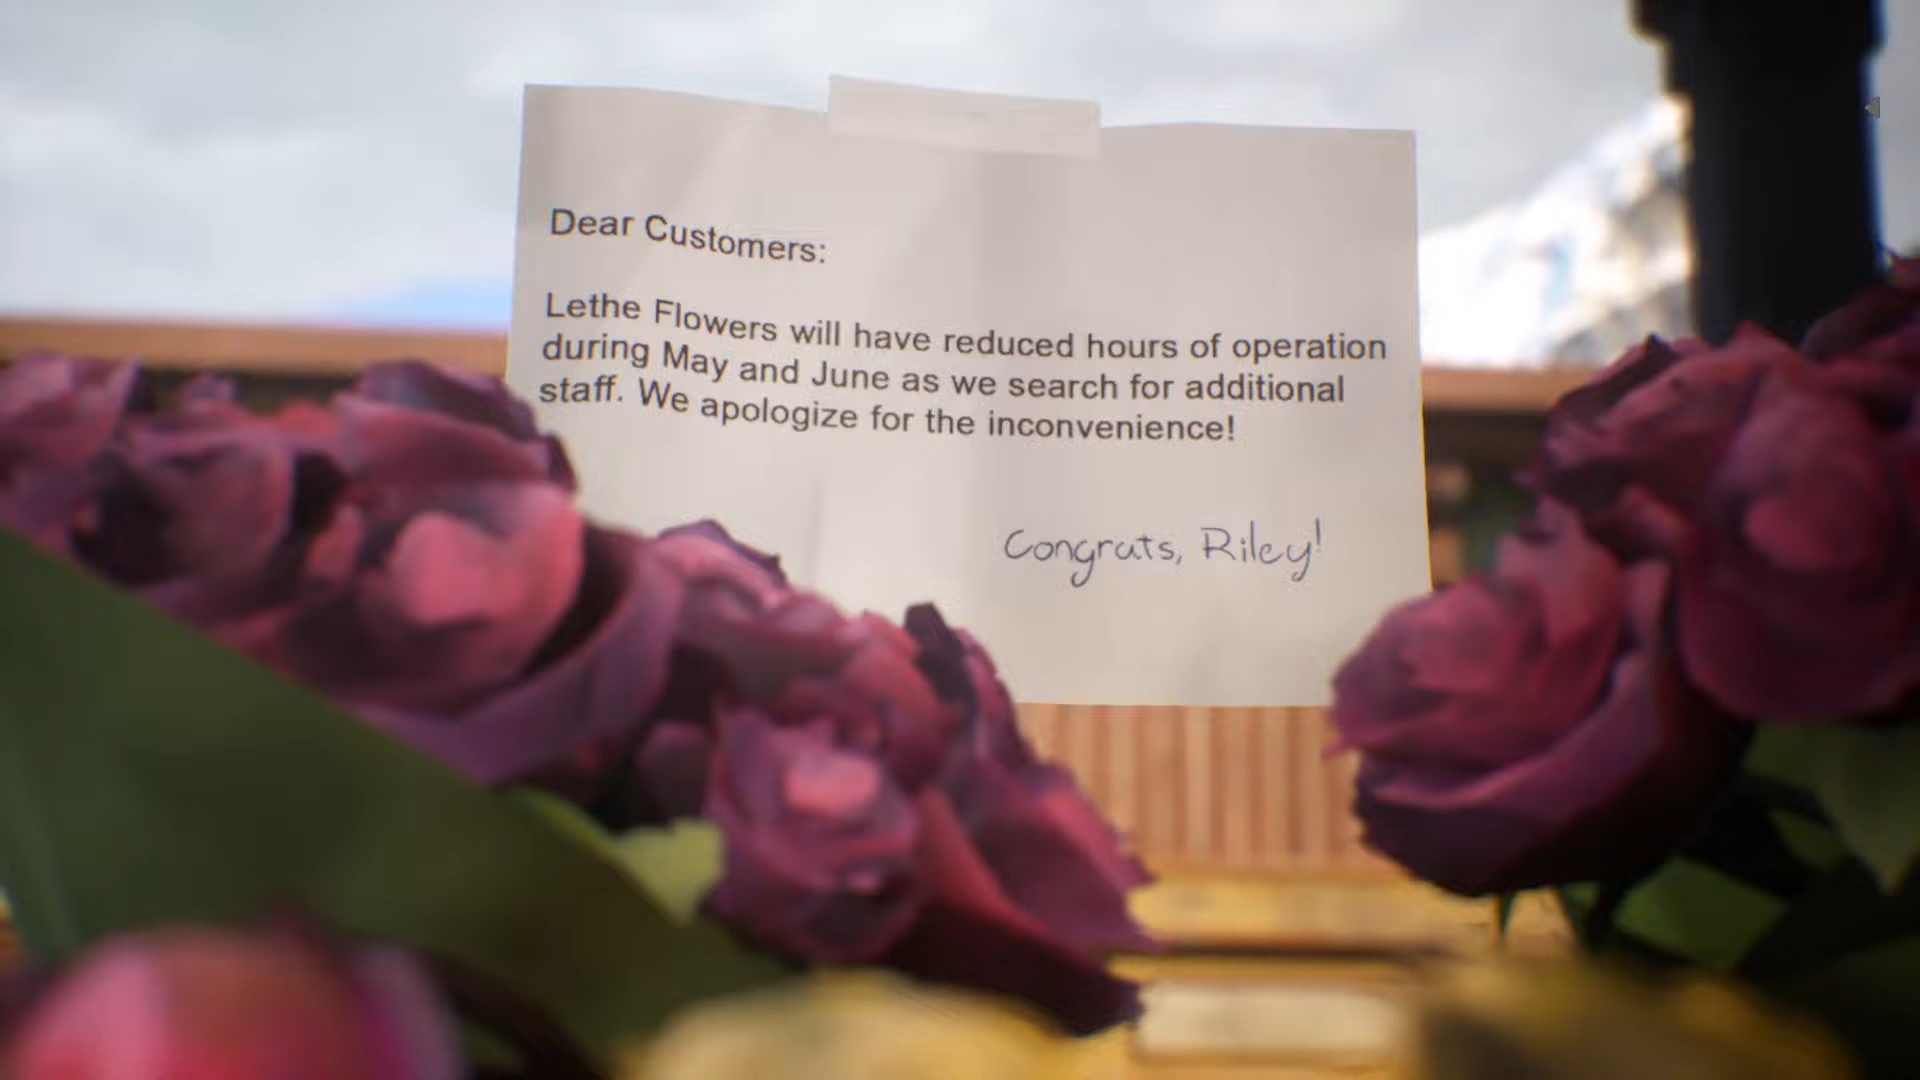 Dear Customers:
Lethe Flowers will have reduced hours of operation
during May and June as we search for additional
staff. We apologize for the inconvenience!
Congrats, Riley!